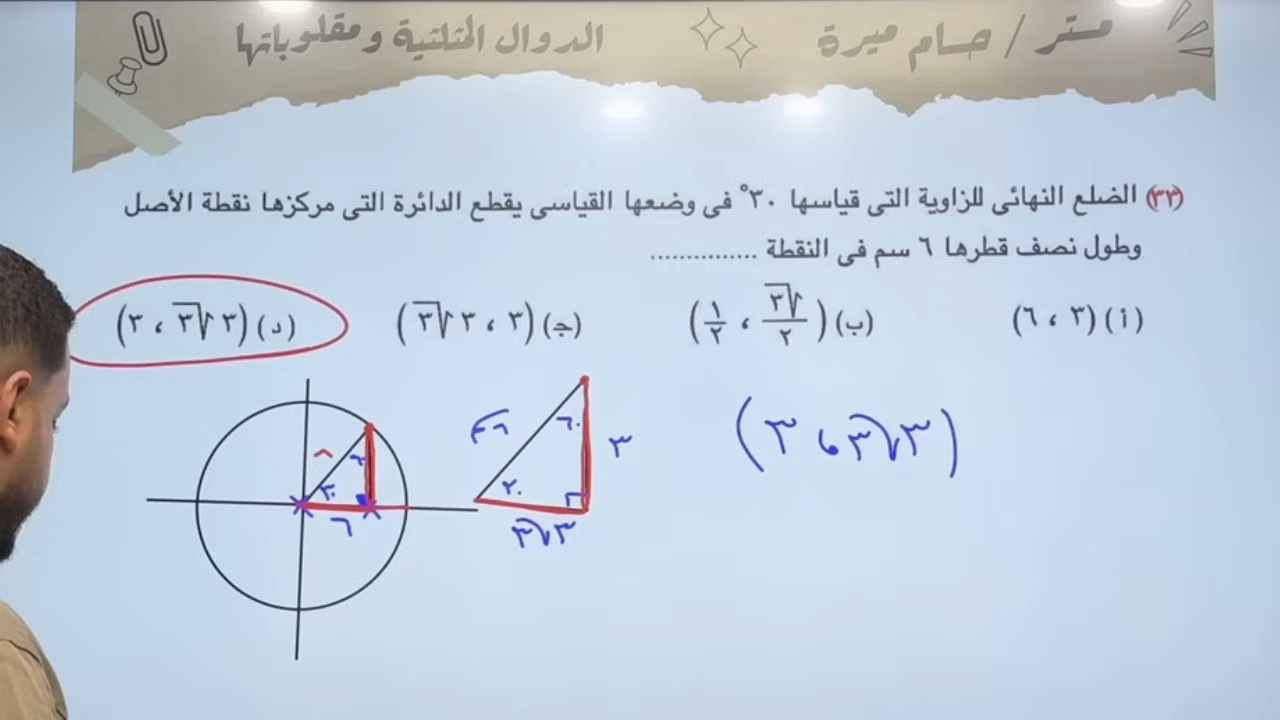 مستر / حسام ميرة الدوال المثلثية ومقلوباتها
(٣٣) الضلع النهائى للزاوية التى قياسها ٣٠° فى وضعها القياسى يقطع الدائرة التى مركزها نقطة الأصل
وطول نصف قطرها ٦ سم فى النقطة ...............
(أ) (٣ ، ٦) (ب) (√٣/٢ ، ١/٢) (جـ) (٣ ، ٣√٣) (د) (٣√٣ ، ٣)
(٣√٣ ، ٣)
٣٠
٦
٣٠
٦٠
٣
٣√٣